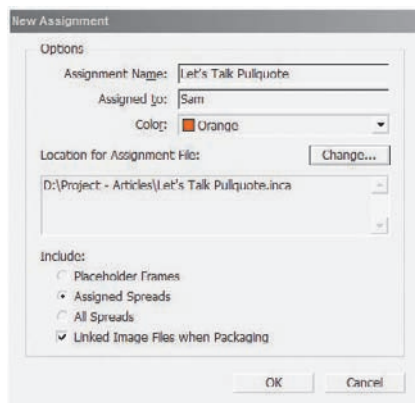 New Assignment
Options
Assignment Name: Let's Talk Pullquote
Assigned to: Sam
Color: Orange
Location for Assignment File: Change...
D:\Project - Articles\Let's Talk Pullquote.inca
Include:
Placeholder Frames
Assigned Spreads
All Spreads
Linked Image Files when Packaging
OK Cancel